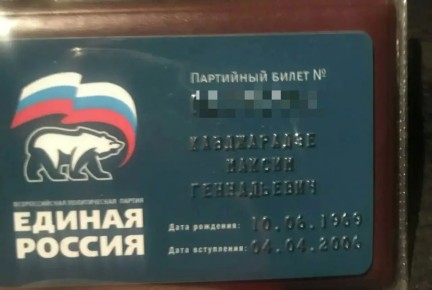 ПАРТИЙНЫЙ БИЛЕТ №
МАКСИМ
ГЕННАДЬЕВИЧ
ВСЕРОССИЙСКАЯ ПОЛИТИЧЕСКАЯ ПАРТИЯ
ЕДИНАЯ
РОССИЯ
Дата рождения: 10.06.1969
Дата вступления: 04.04.2004